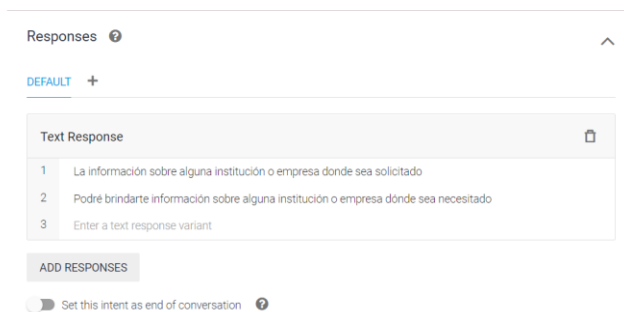 Responses
DEFAULT +
Text Response
1 La información sobre alguna institución o empresa donde sea solicitado
2 Podré brindarte información sobre alguna institución o empresa dónde sea necesitado
3 Enter a text response variant
ADD RESPONSES
Set this intent as end of conversation